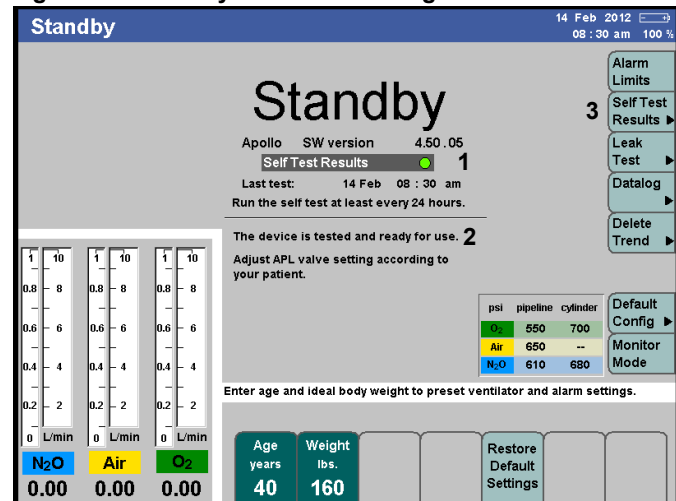 Standby
14 Feb 2012
08 : 30 am 100 %
Standby
Apollo SW version 4.50.05
Self Test Results 1
Last test: 14 Feb 08 : 30 am
Run the self test at least every 24 hours.
The device is tested and ready for use. 2
Adjust APL valve setting according to
your patient.
3
Alarm
Limits
Self Test
Results
Leak
Test
Datalog
Delete
Trend
Default
Config
Monitor
Mode
psi pipeline cylinder
O2 550 700
Air 650 --
N2O 610 680
Enter age and ideal body weight to preset ventilator and alarm settings.
1 10 1 10 1 10
0.8 8 0.8 8 0.8 8
0.6 6 0.6 6 0.6 6
0.4 4 0.4 4 0.4 4
0.2 2 0.2 2 0.2 2
0 L/min 0 L/min 0 L/min
N2O Air O2
0.00 0.00 0.00
Age
years
40
Weight
lbs.
160
Restore
Default
Settings